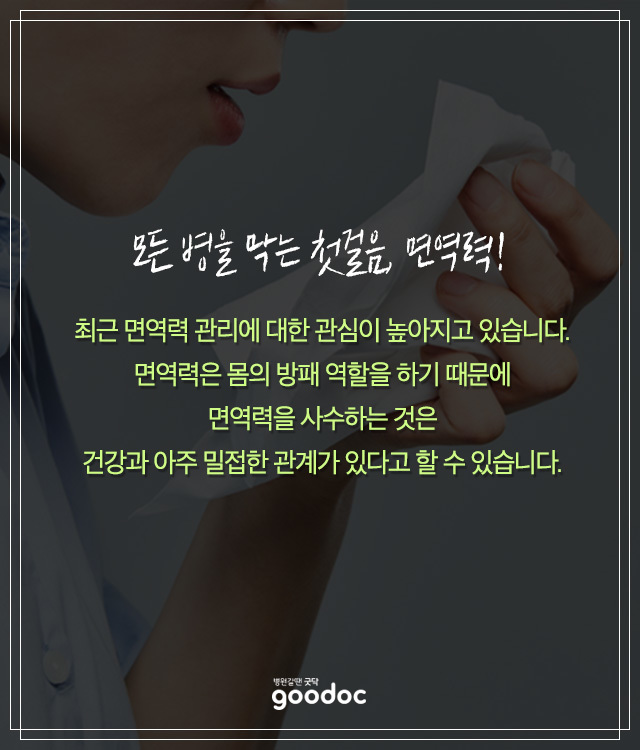 모든 병을 막는 첫걸음, 면역력!
최근 면역력 관리에 대한 관심이 높아지고 있습니다.
면역력은 몸의 방패 역할을 하기 때문에
면역력을 사수하는 것은
건강과 아주 밀접한 관계가 있다고 할 수 있습니다.
병원갈땐 굿닥
goodoc